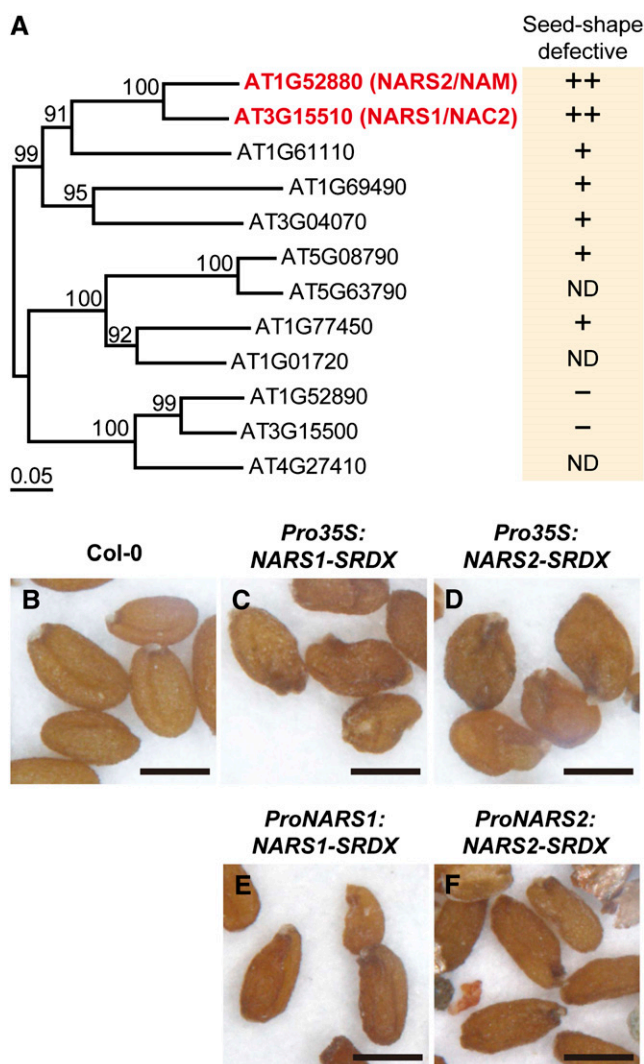 A
Seed-shape
defective
100 AT1G52880 (NARS2/NAM) ++
91 AT3G15510 (NARS1/NAC2) ++
99 AT1G61110 +
AT1G69490 +
95 AT3G04070 +
100 AT5G08790 +
AT5G63790 ND
100 AT1G77450 +
92 AT1G01720 ND
AT1G52890 –
99 AT3G15500 –
100 AT4G27410 ND
0.05
Col-0
Pro35S:
NARS1-SRDX
Pro35S:
NARS2-SRDX
B
C
D
ProNARS1:
NARS1-SRDX
ProNARS2:
NARS2-SRDX
E
F